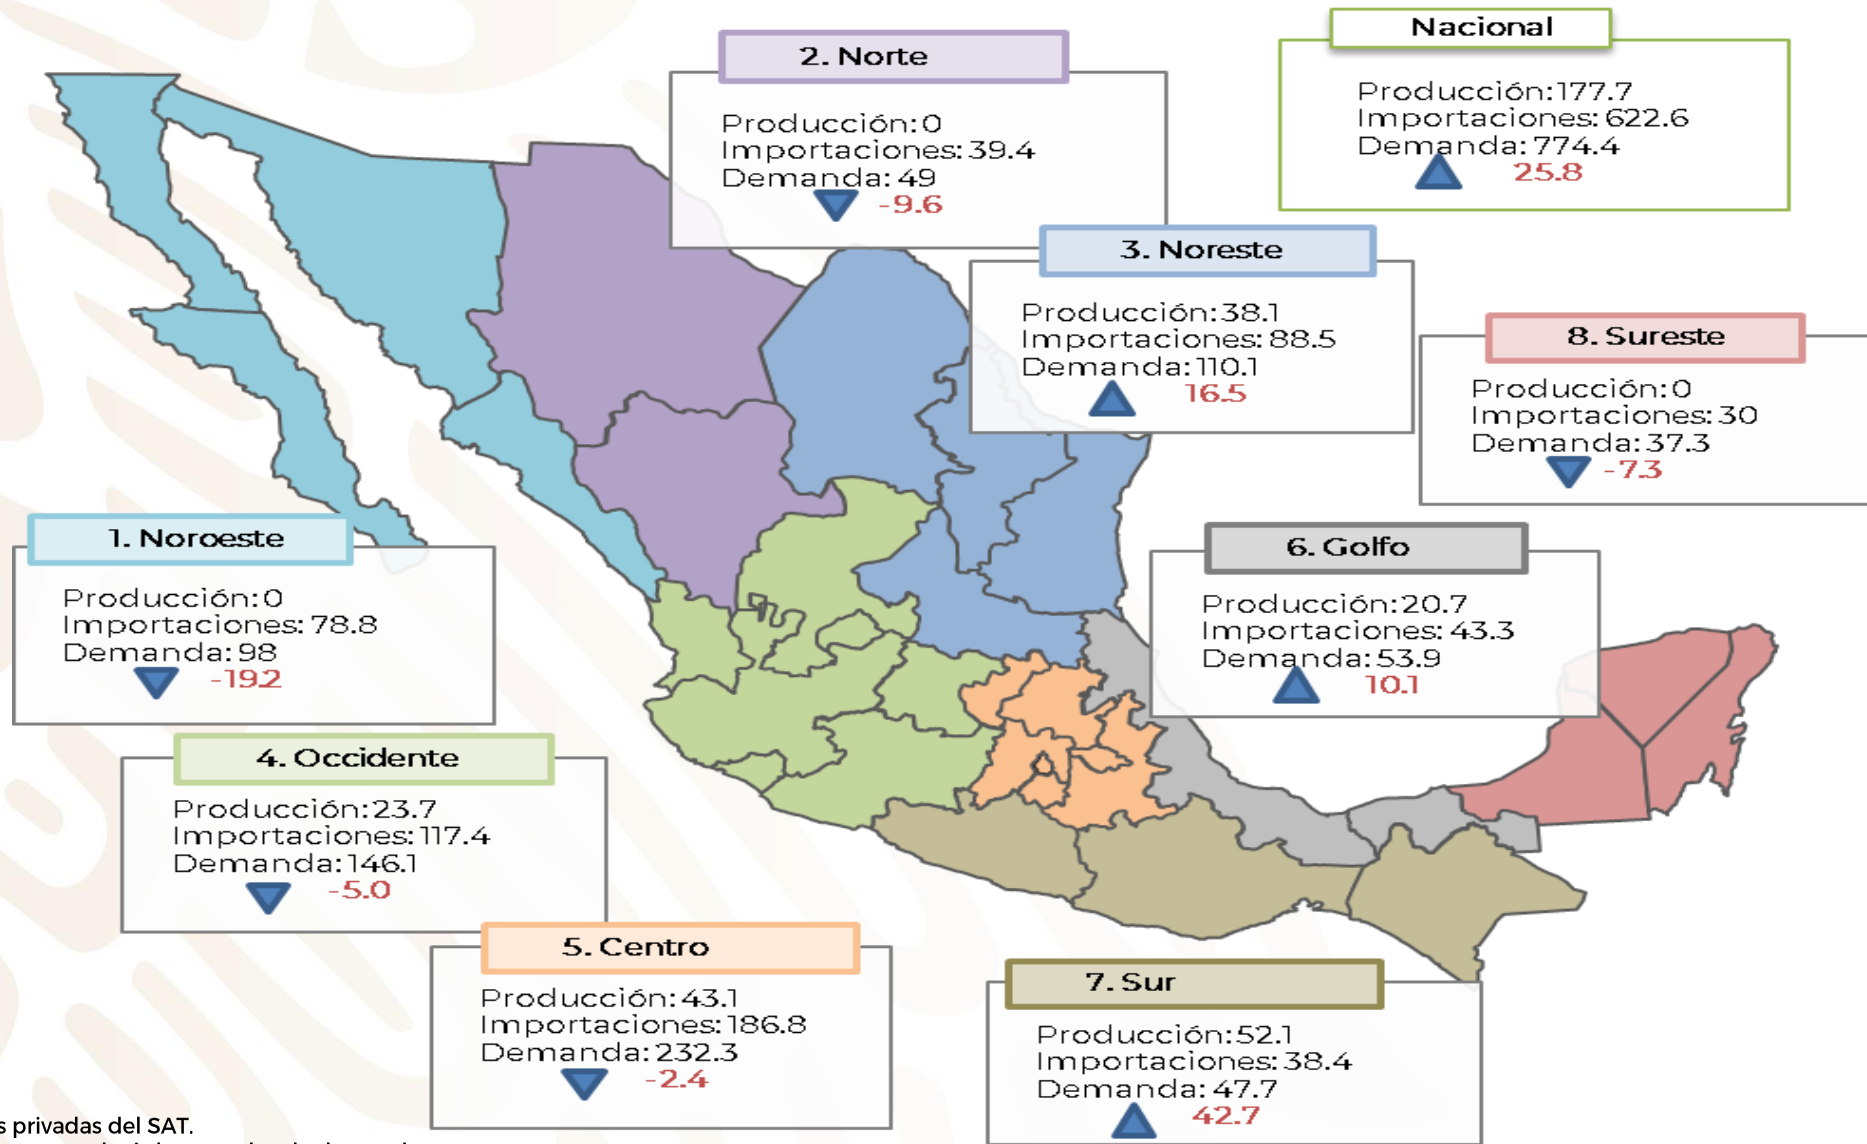 Nacional
Producción: 177.7
Importaciones: 622.6
Demanda: 774.4
25.8
2. Norte
Producción: 0
Importaciones: 39.4
Demanda: 49
-9.6
3. Noreste
Producción: 38.1
Importaciones: 88.5
Demanda: 110.1
16.5
8. Sureste
Producción: 0
Importaciones: 30
Demanda: 37.3
-7.3
1. Noroeste
Producción: 0
Importaciones: 78.8
Demanda: 98
-19.2
6. Golfo
Producción: 20.7
Importaciones: 43.3
Demanda: 53.9
10.1
4. Occidente
Producción: 23.7
Importaciones: 117.4
Demanda: 146.1
-5.0
5. Centro
Producción: 43.1
Importaciones: 186.8
Demanda: 232.3
-2.4
7. Sur
Producción: 52.1
Importaciones: 38.4
Demanda: 47.7
42.7
s privadas del SAT.